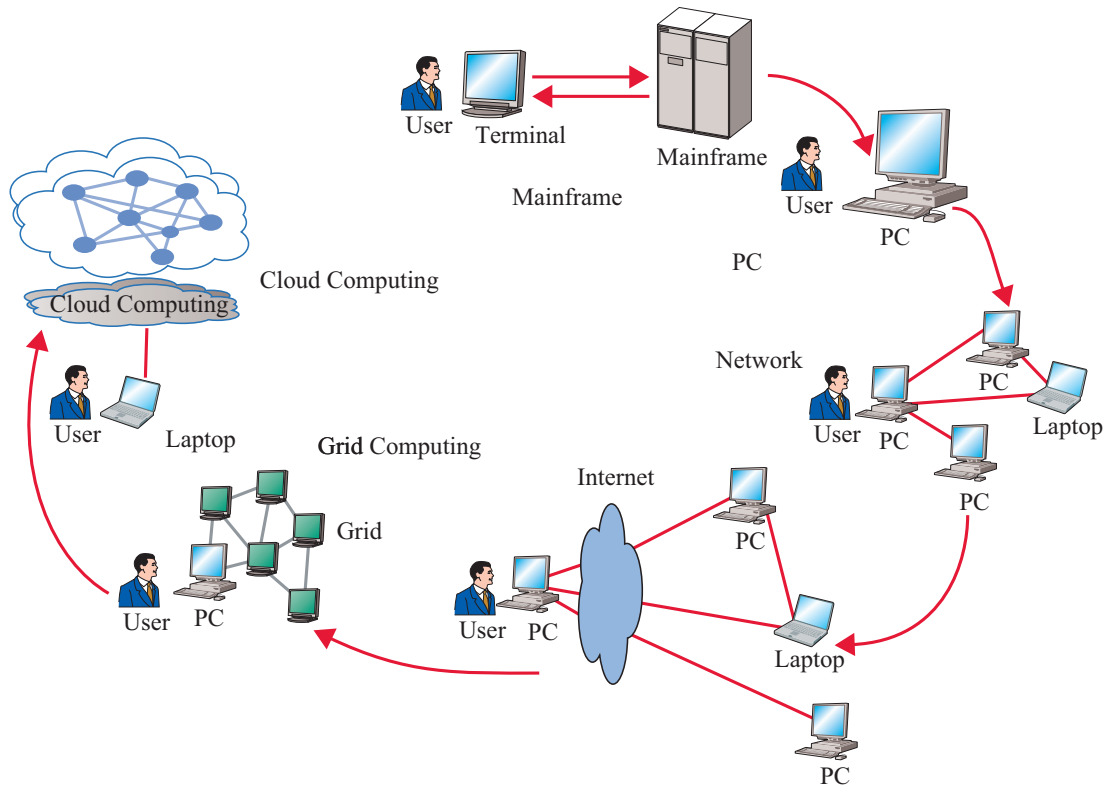 User
Terminal
Mainframe
Mainframe
User
PC
PC
Cloud Computing
Cloud Computing
Network
PC
User
PC
Laptop
PC
User
Laptop
Grid Computing
Grid
User
PC
Internet
PC
User
PC
Laptop
PC